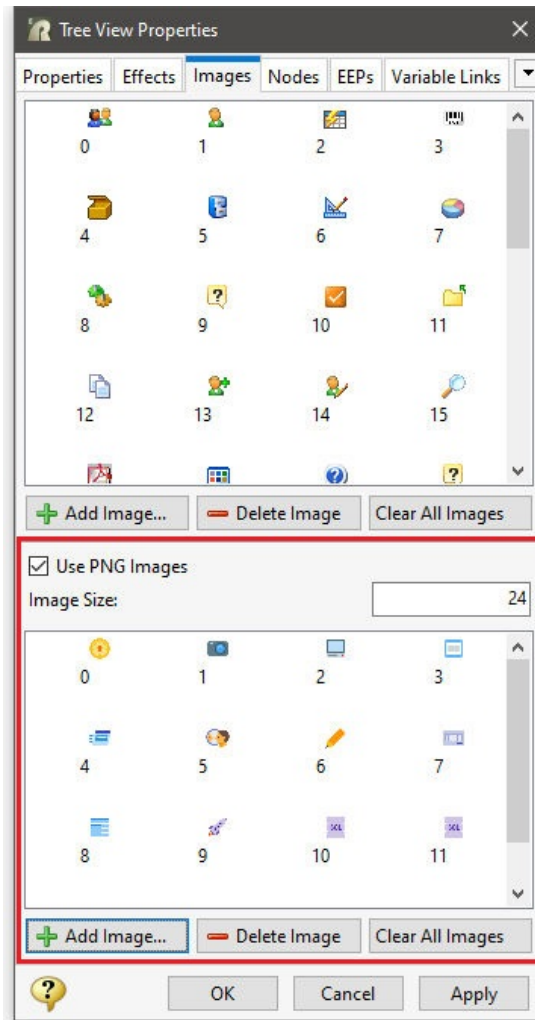 Tree View Properties
Properties Effects Images Nodes EEPs Variable Links
0 1 2 3
4 5 6 7
8 9 10 11
12 13 14 15
Add Image... Delete Image Clear All Images
Use PNG Images
Image Size: 24
0 1 2 3
4 5 6 7
8 9 10 11
Add Image... Delete Image Clear All Images
OK Cancel Apply